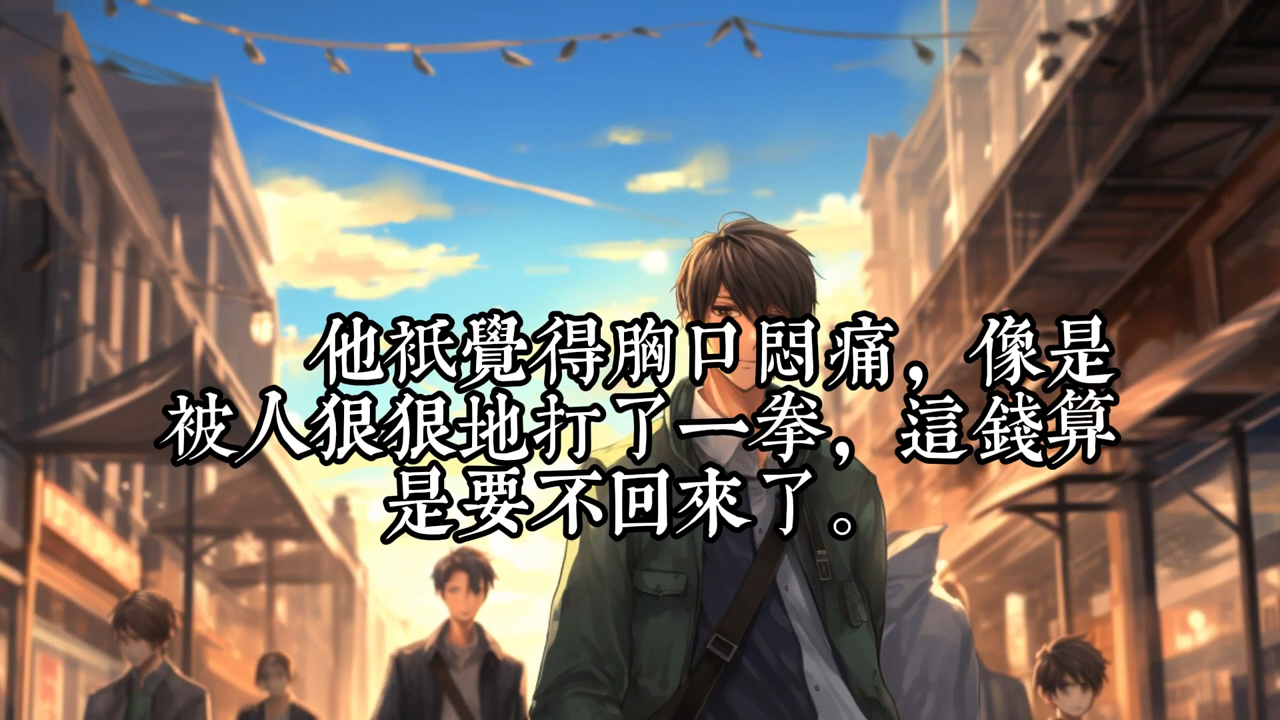 他衹覺得胸口悶痛，像是
被人狠狠地打了一拳，這錢算
是要不回來了。